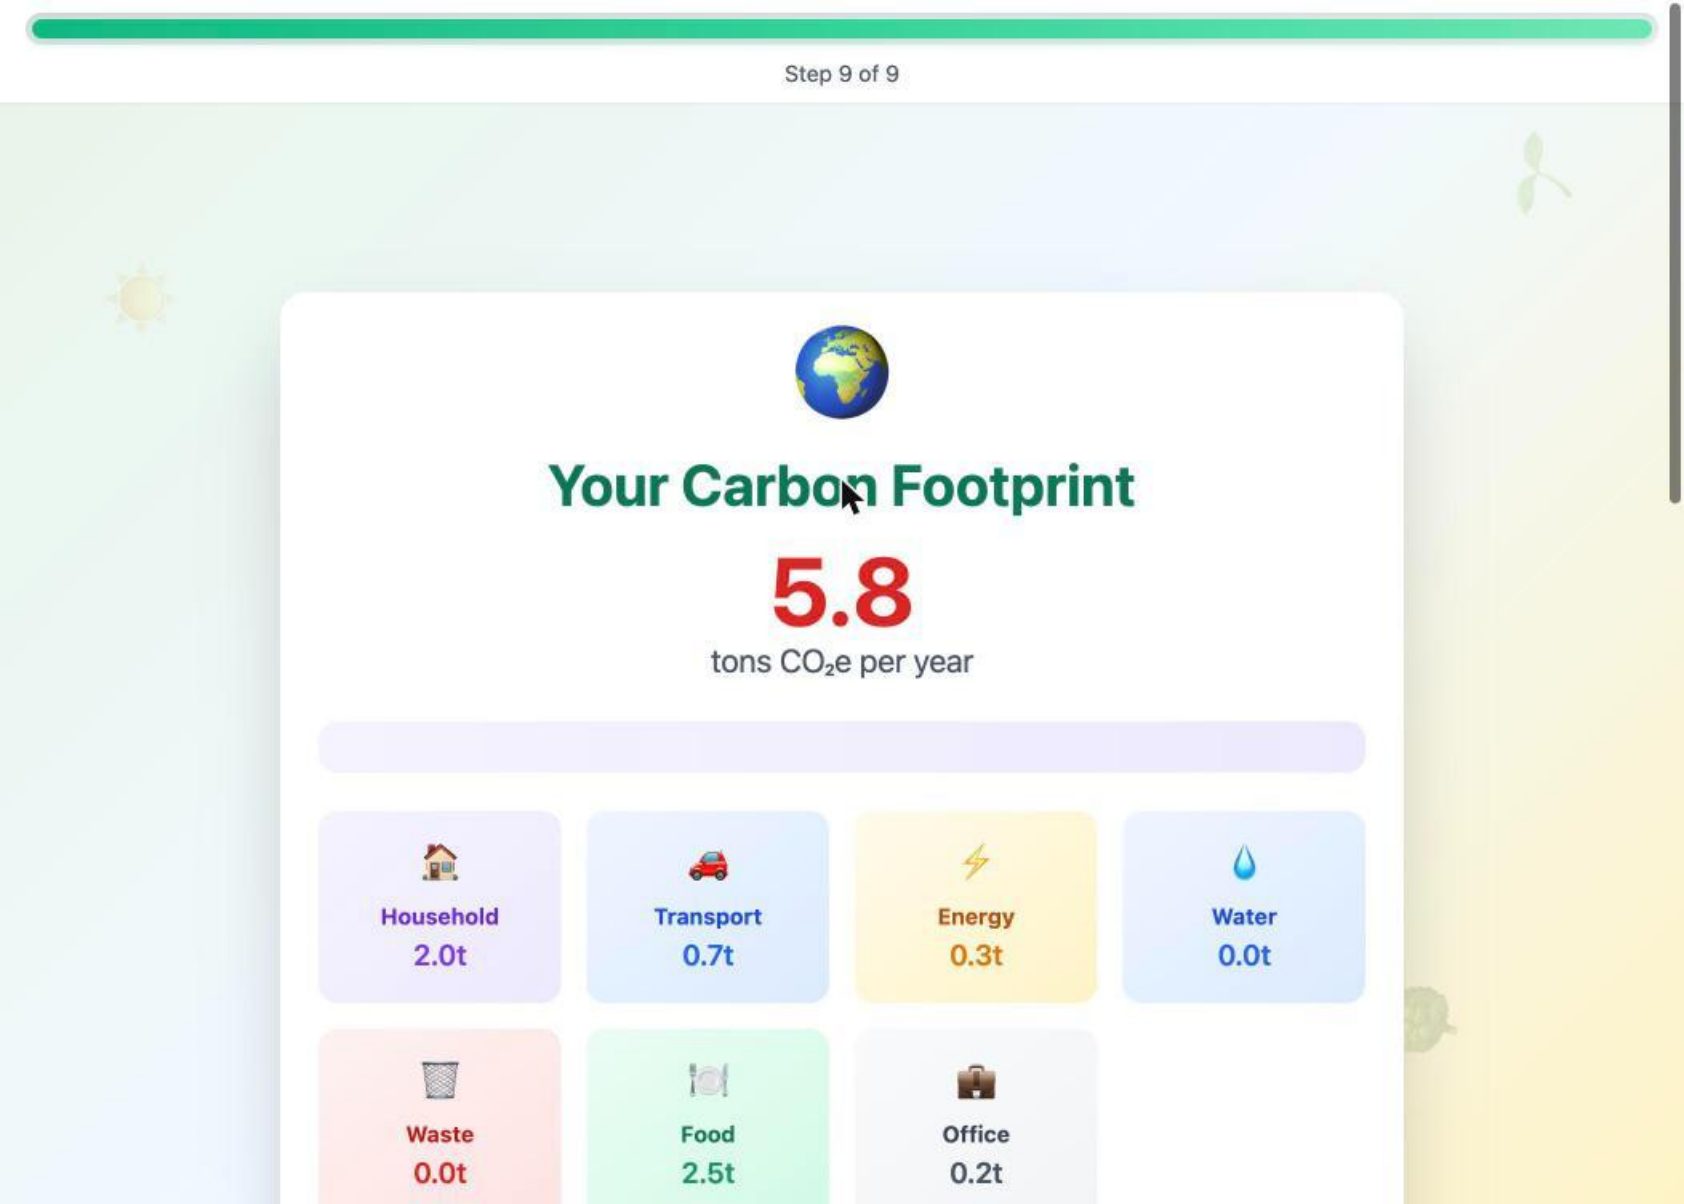 Step 9 of 9
Your Carbon Footprint
5.8
tons CO₂e per year
Household
2.0t
Transport
0.7t
Energy
0.3t
Water
0.0t
Waste
0.0t
Food
2.5t
Office
0.2t